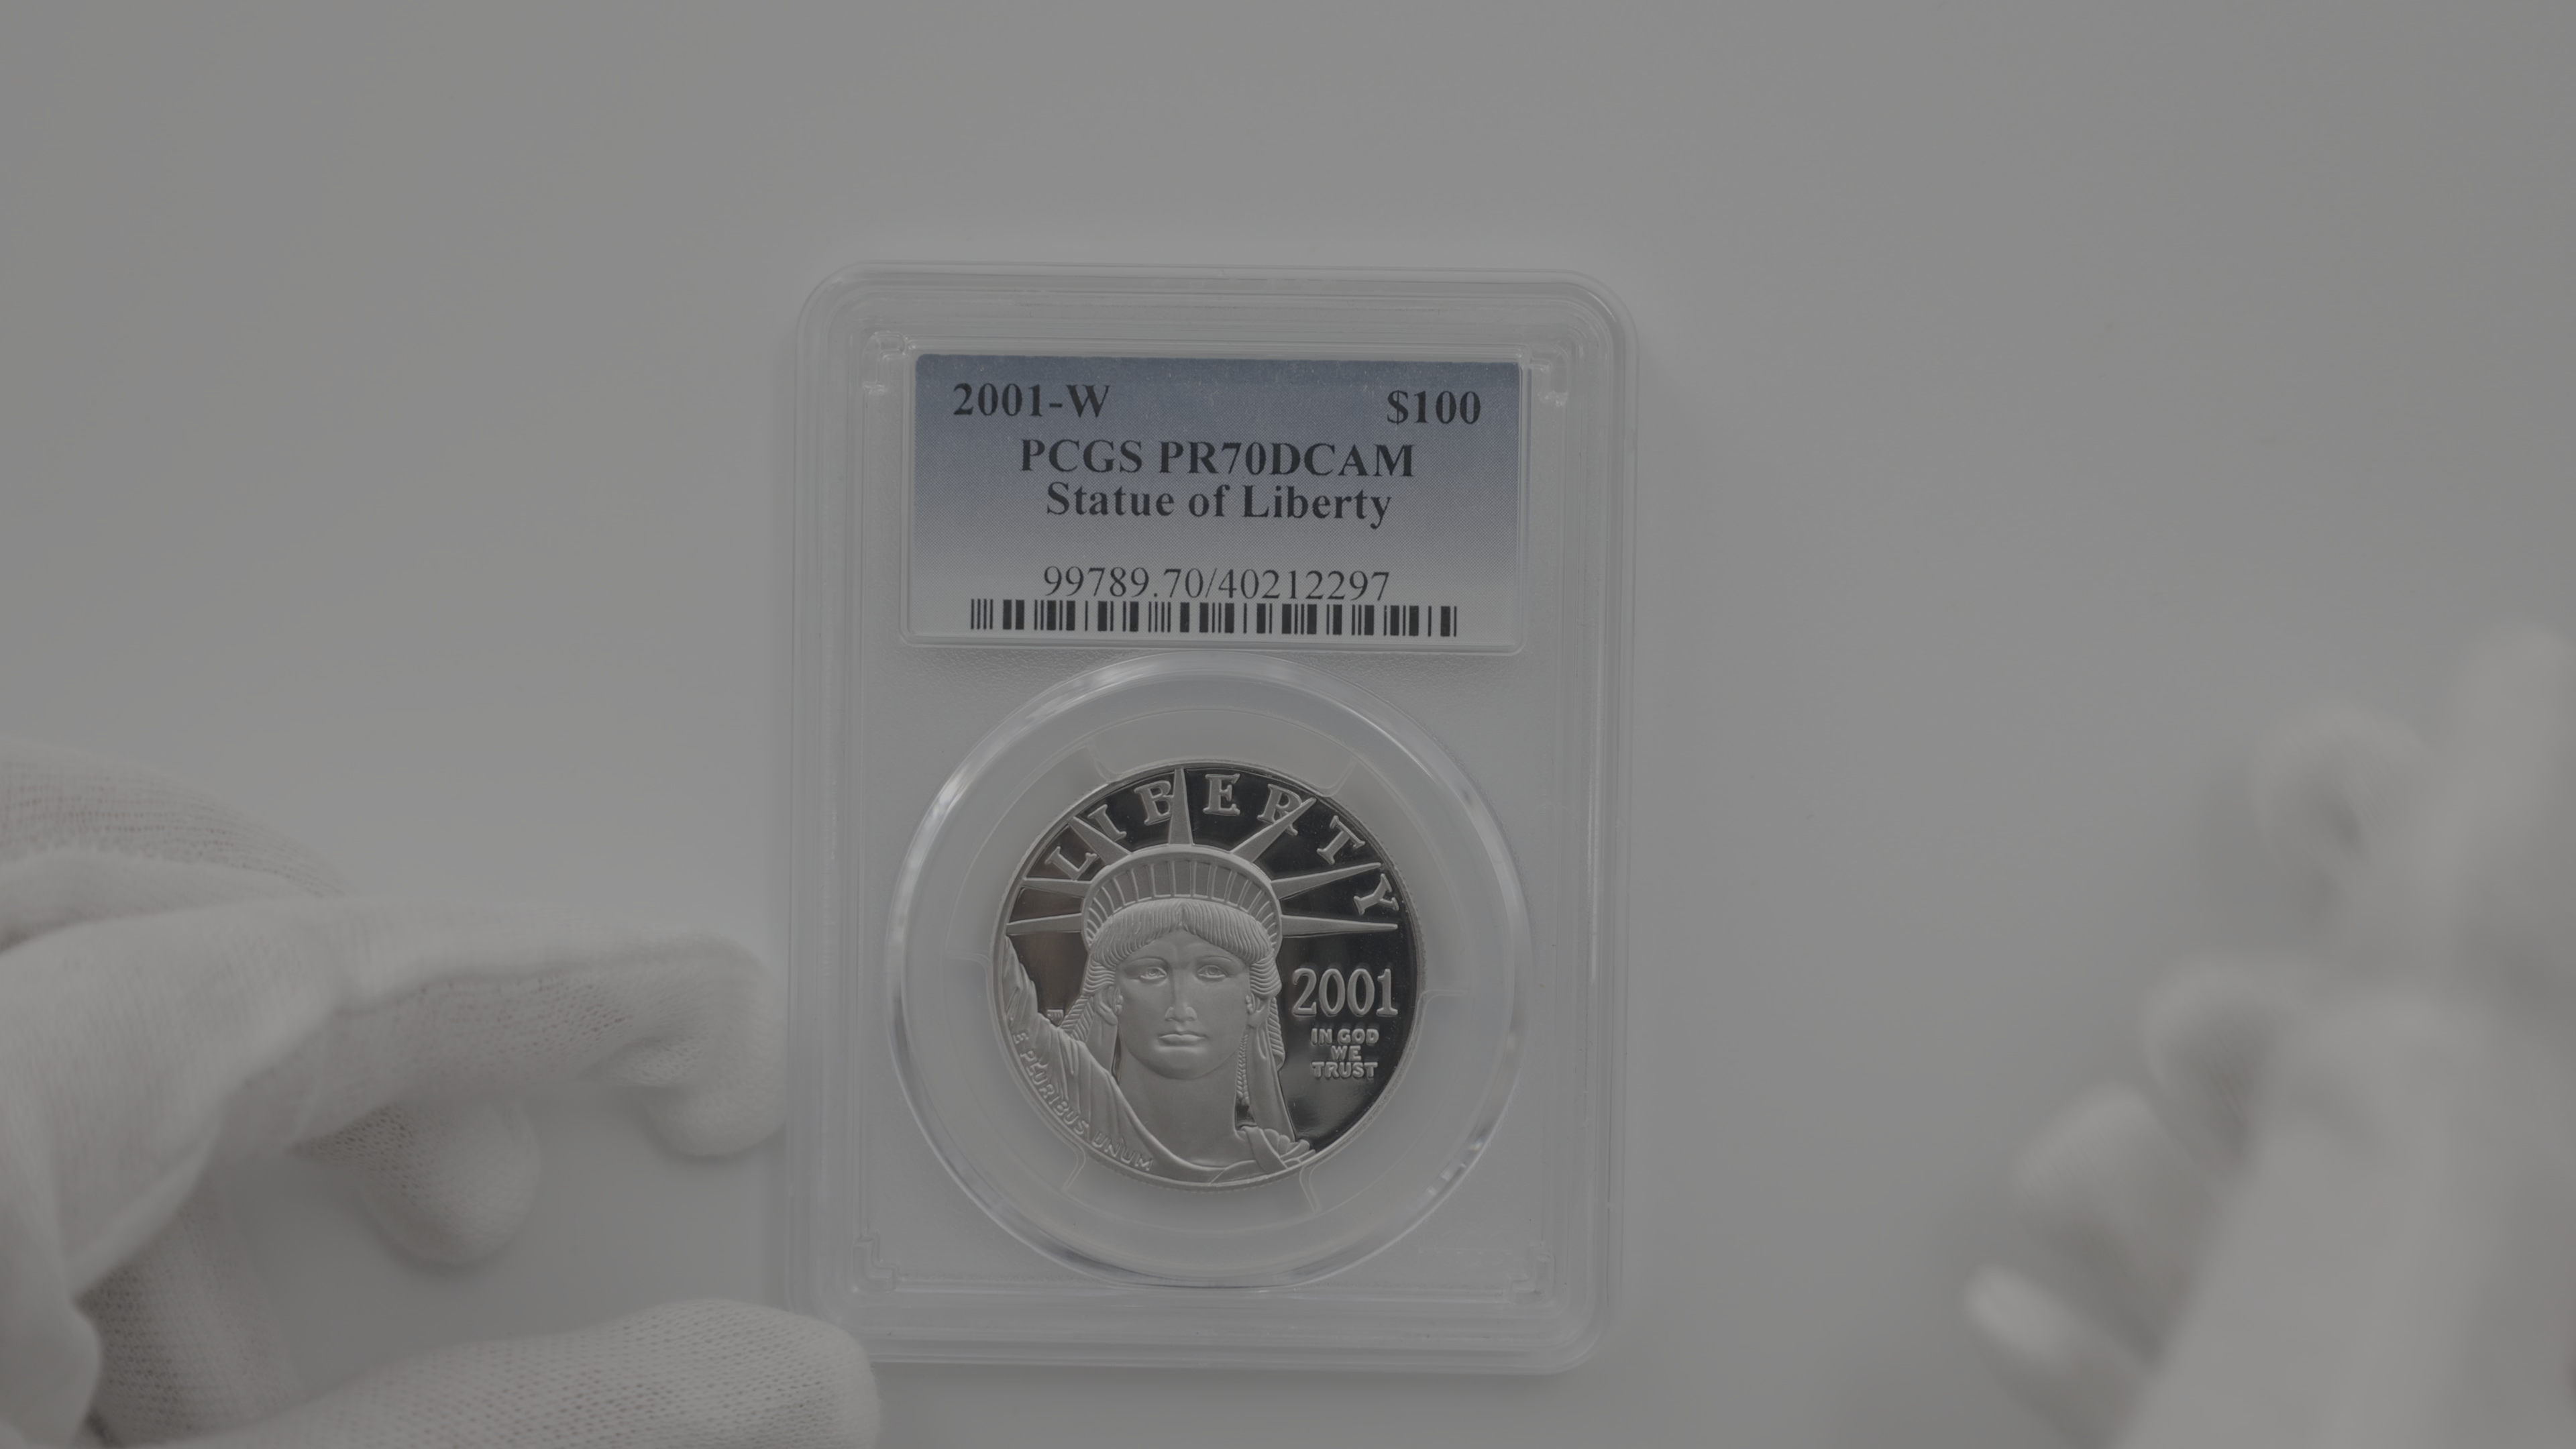 2001-W $100
PCGS PR70DCAM
Statue of Liberty
99789.70/40212297
LIBERTY
2001
IN GOD
WE
TRUST
E PLURIBUS UNUM